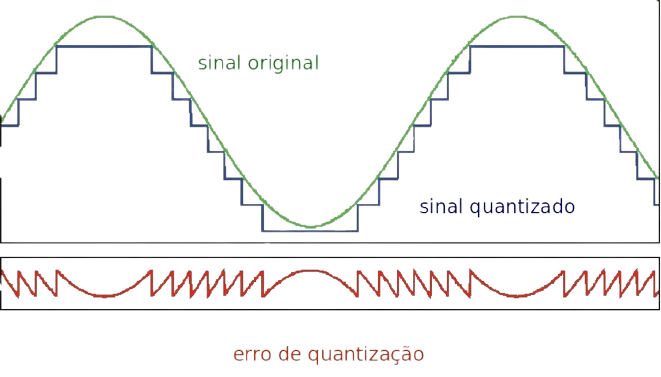 sinal original
sinal quantizado
erro de quantização